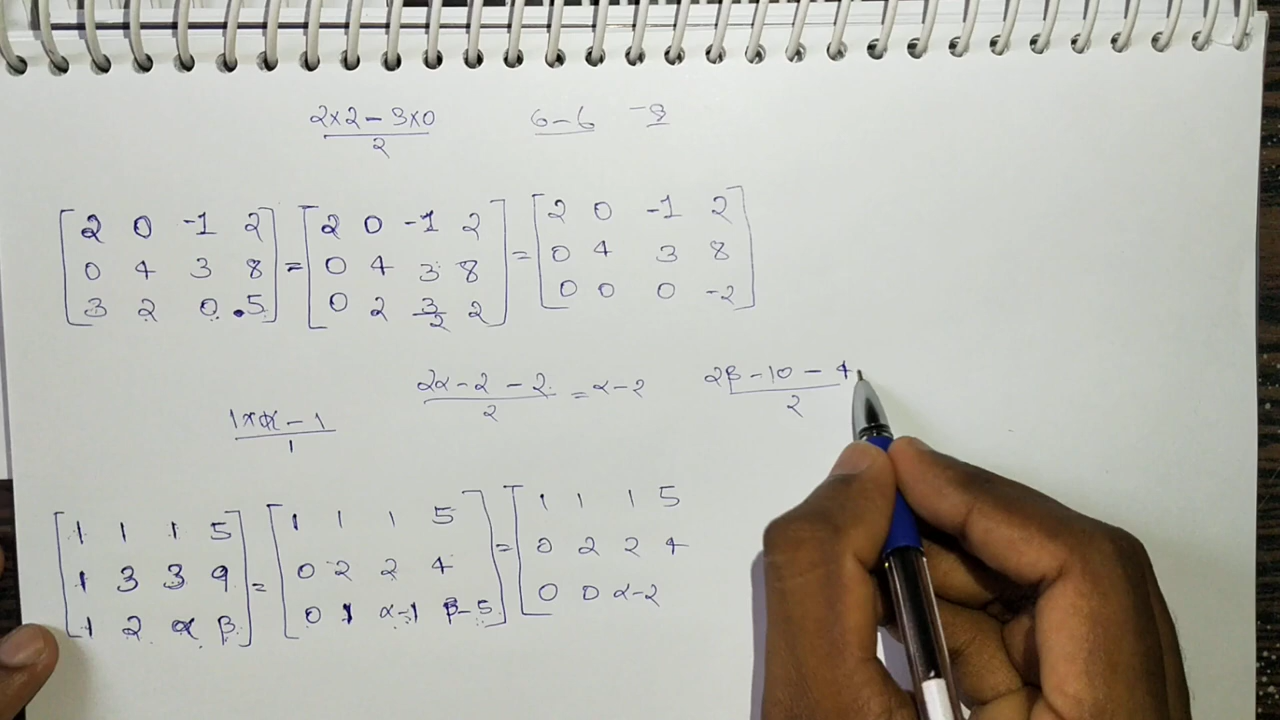 2×2 – 3×0 / 2    6 – 6    –8
[2 0 -1 2] = [2 0 -1 2] = [2 0 -1 2]
[0 4 3 8] = [0 4 3 8] = [0 4 3 8]
[3 2 0 .5] = [0 2 3/2 2] = [0 0 0 -2]
1×α – 1 / 1    2α – 2 – 2 / 2 = α – 2    2β – 10 – 4 / 2
[1 1 1 5] = [1 1 1 5] = [1 1 1 5
[1 3 3 9] = [0 2 2 4] = [0 2 2 4
[1 2 α β] = [0 1 α-1 β-5] = [0 0 α-2